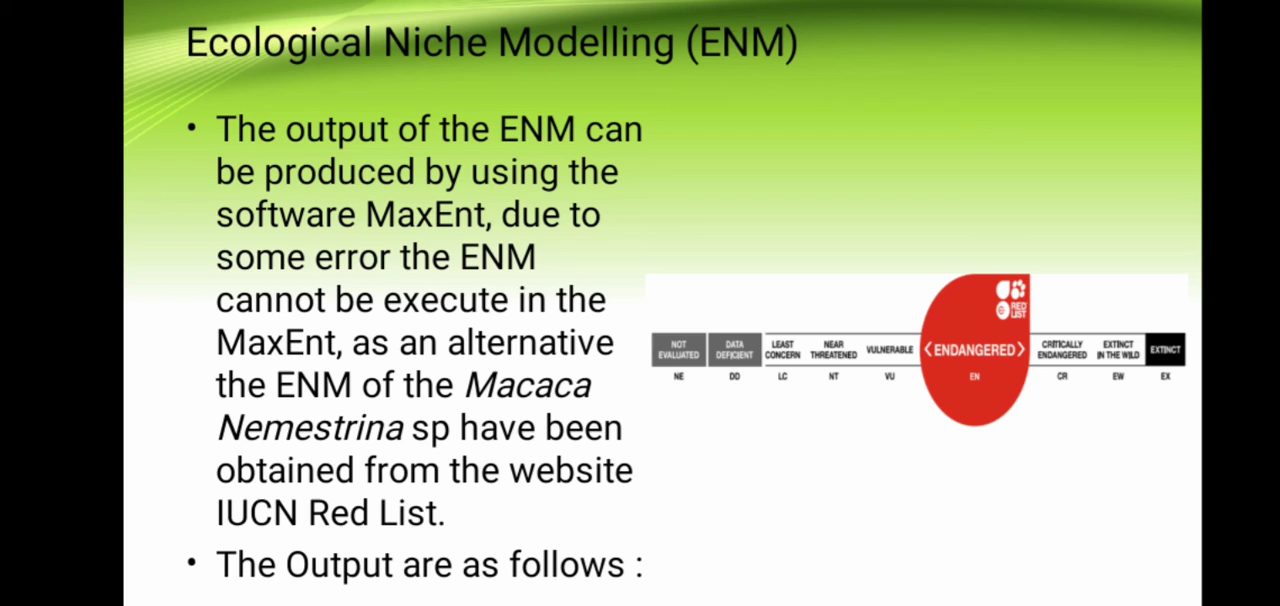 Ecological Niche Modelling (ENM)
• The output of the ENM can
be produced by using the
software MaxEnt, due to
some error the ENM
cannot be execute in the
MaxEnt, as an alternative
the ENM of the Macaca
Nemestrina sp have been
obtained from the website
IUCN Red List.
• The Output are as follows :
RED
LIST
NOT
EVALUATED
DATA
DEFICIENT
LEAST
CONCERN
NEAR
THREATENED
VULNERABLE
<ENDANGERED>
CRITICALLY
ENDANGERED
EXTINCT
IN THE WILD
EXTINCT
NE
DD
LC
NT
VU
EN
CR
EW
EX